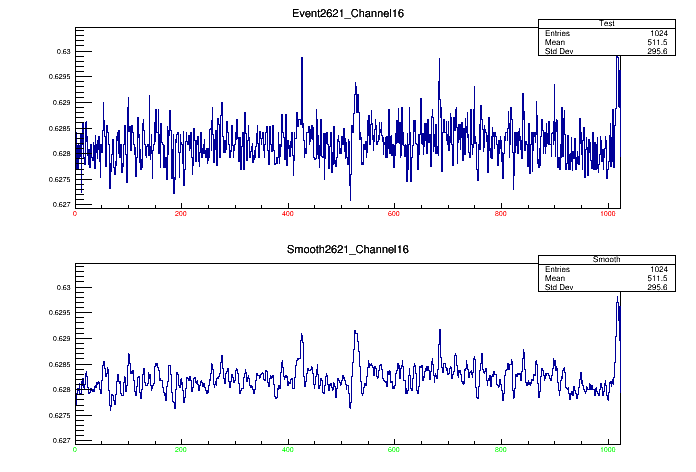 Event2621_Channel16
Test
Entries 1024
Mean 511.5
Std Dev 295.6
0.63
0.6295
0.629
0.6285
0.628
0.6275
0.627
0 200 400 600 800 1000
Smooth2621_Channel16
Smooth
Entries 1024
Mean 511.5
Std Dev 295.6
0.63
0.6295
0.629
0.6285
0.628
0.6275
0.627
0 200 400 600 800 1000